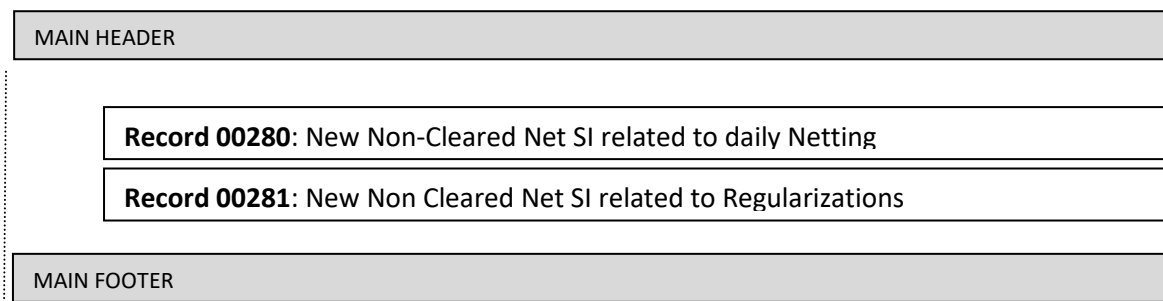 MAIN HEADER
Record 00280: New Non-Cleared Net SI related to daily Netting
Record 00281: New Non Cleared Net SI related to Regularizations
MAIN FOOTER